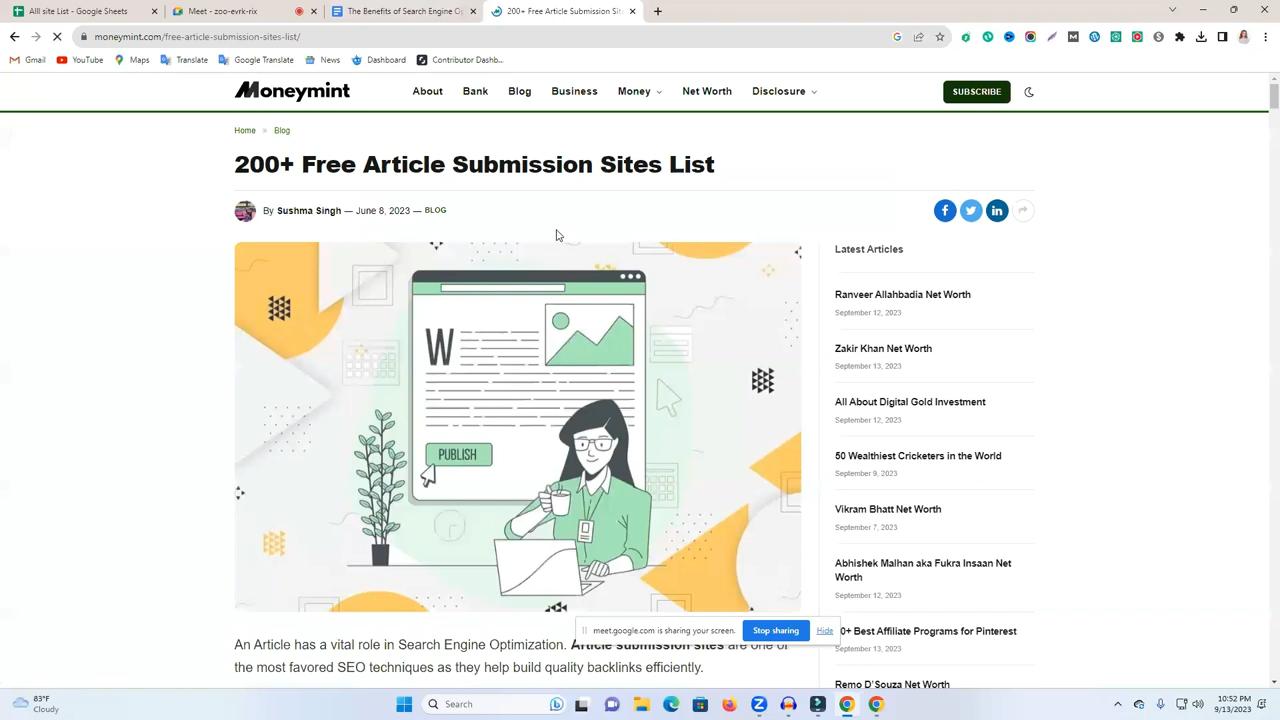 Alll site List - Google Sheets
Meet - zoo-evrk-rix
The Benefits of Search Engine Op
200+ Free Article Submission Sites
moneymint.com/free-article-submission-sites-list/
Gmail
YouTube
Maps
Translate
Google Translate
News
Dashboard
Contributor Dashb...
Moneymint
About
Bank
Blog
Business
Money
Net Worth
Disclosure
SUBSCRIBE
Home » Blog
200+ Free Article Submission Sites List
By Sushma Singh — June 8, 2023 — BLOG
W
PUBLISH
Latest Articles
Ranveer Allahbadia Net Worth
September 12, 2023
Zakir Khan Net Worth
September 13, 2023
All About Digital Gold Investment
September 12, 2023
50 Wealthiest Cricketers in the World
September 9, 2023
Vikram Bhatt Net Worth
September 7, 2023
Abhishek Malhan aka Fukra Insaan Net
Worth
September 12, 2023
0+ Best Affiliate Programs for Pinterest
September 13, 2023
Remo D'Souza Net Worth
meet.google.com is sharing your screen.
Stop sharing
Hide
An Article has a vital role in Search Engine Optimization. Article submission sites are one of
the most favored SEO techniques as they help build quality backlinks efficiently.
83°F
Cloudy
Search
10:52 PM
9/13/2023